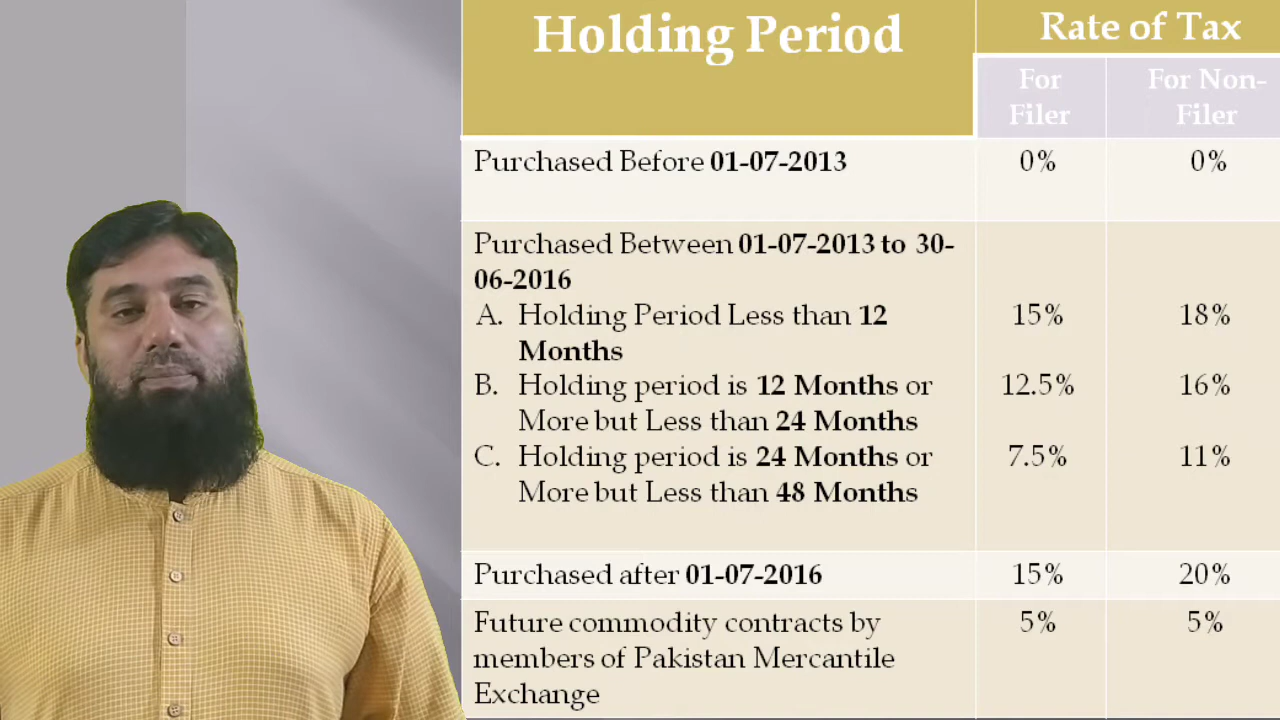 Holding Period
Rate of Tax
For Filer
For Non-Filer
Purchased Before 01-07-2013 0% 0%
Purchased Between 01-07-2013 to 30-
06-2016
A. Holding Period Less than 12 15% 18%
Months
B. Holding period is 12 Months or 12.5% 16%
More but Less than 24 Months
C. Holding period is 24 Months or 7.5% 11%
More but Less than 48 Months
Purchased after 01-07-2016 15% 20%
Future commodity contracts by 5% 5%
members of Pakistan Mercantile
Exchange